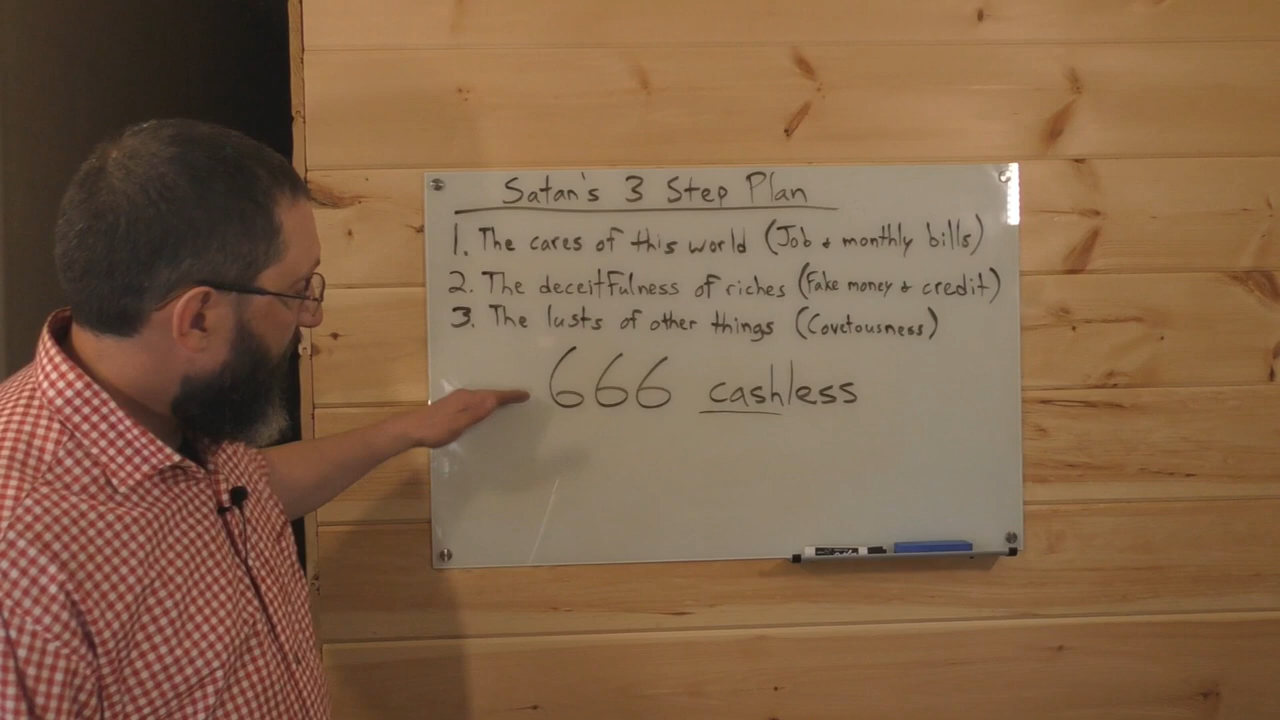 Satan's 3 Step Plan
1. The cares of this world (Job & monthly bills)
2. The deceitfulness of riches (Fake money & credit)
3. The lusts of other things (Covetousness)
666 cashless